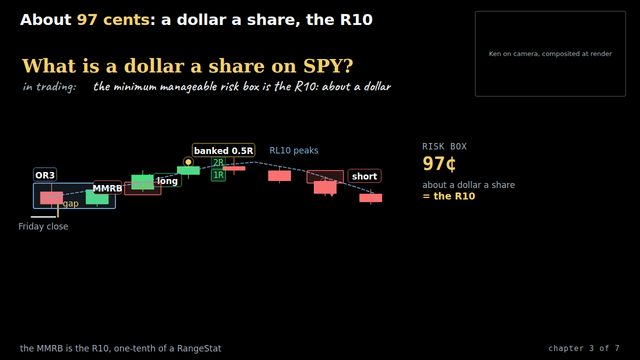 About 97 cents: a dollar a share, the R10
Ken on camera, composited at render
What is a dollar a share on SPY?
in trading: the minimum manageable risk box is the R10: about a dollar
banked 0.5R
RL10 peaks
2R
1R
OR3
MMRB
long
short
gap
Friday close
RISK BOX
97¢
about a dollar a share
= the R10
the MMRB is the R10, one-tenth of a RangeStat
chapter 3 of 7